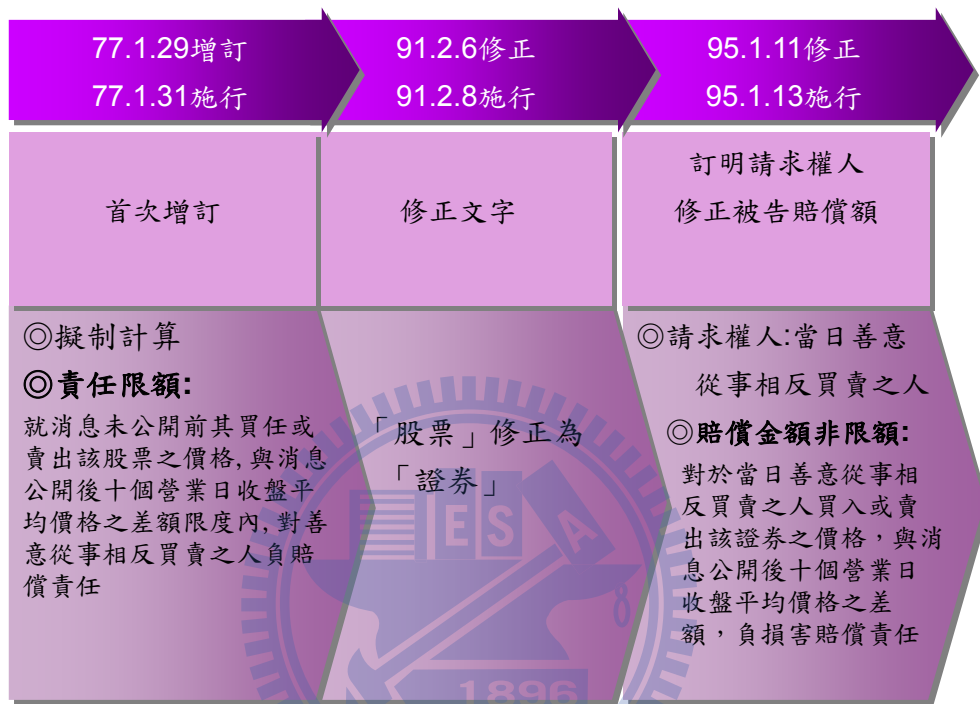 77.1.29增訂
77.1.31施行
91.2.6修正
91.2.8施行
95.1.11修正
95.1.13施行
首次增訂
修正文字
訂明請求權人
修正被告賠償額
◎擬制計算
◎責任限額:
就消息未公開前其買任或
賣出該股票之價格,與消息
公開後十個營業日收盤平
均價格之差額限度內,對善
意從事相反買賣之人負賠
償責任
「股票」修正為
「證券」
◎請求權人:當日善意
從事相反買賣之人
◎賠償金額非限額:
對於當日善意從事相
反買賣之人買入或賣
出該證券之價格，與消
息公開後十個營業日
收盤平均價格之差
額，負損害賠償責任
ES
A
1896